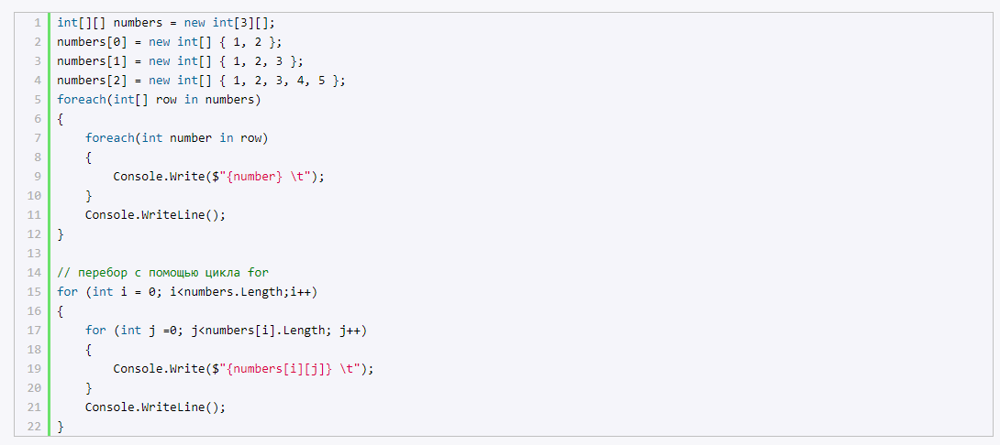 1 int[][] numbers = new int[3][];
2 numbers[0] = new int[] { 1, 2 };
3 numbers[1] = new int[] { 1, 2, 3 };
4 numbers[2] = new int[] { 1, 2, 3, 4, 5 };
5 foreach(int[] row in numbers)
6 {
7     foreach(int number in row)
8     {
9         Console.Write($"{number} \t");
10     }
11     Console.WriteLine();
12 }
13
14 // перебор с помощью цикла for
15 for (int i = 0; i<numbers.Length;i++)
16 {
17     for (int j =0; j<numbers[i].Length; j++)
18     {
19         Console.Write($"{numbers[i][j]} \t");
20     }
21     Console.WriteLine();
22 }